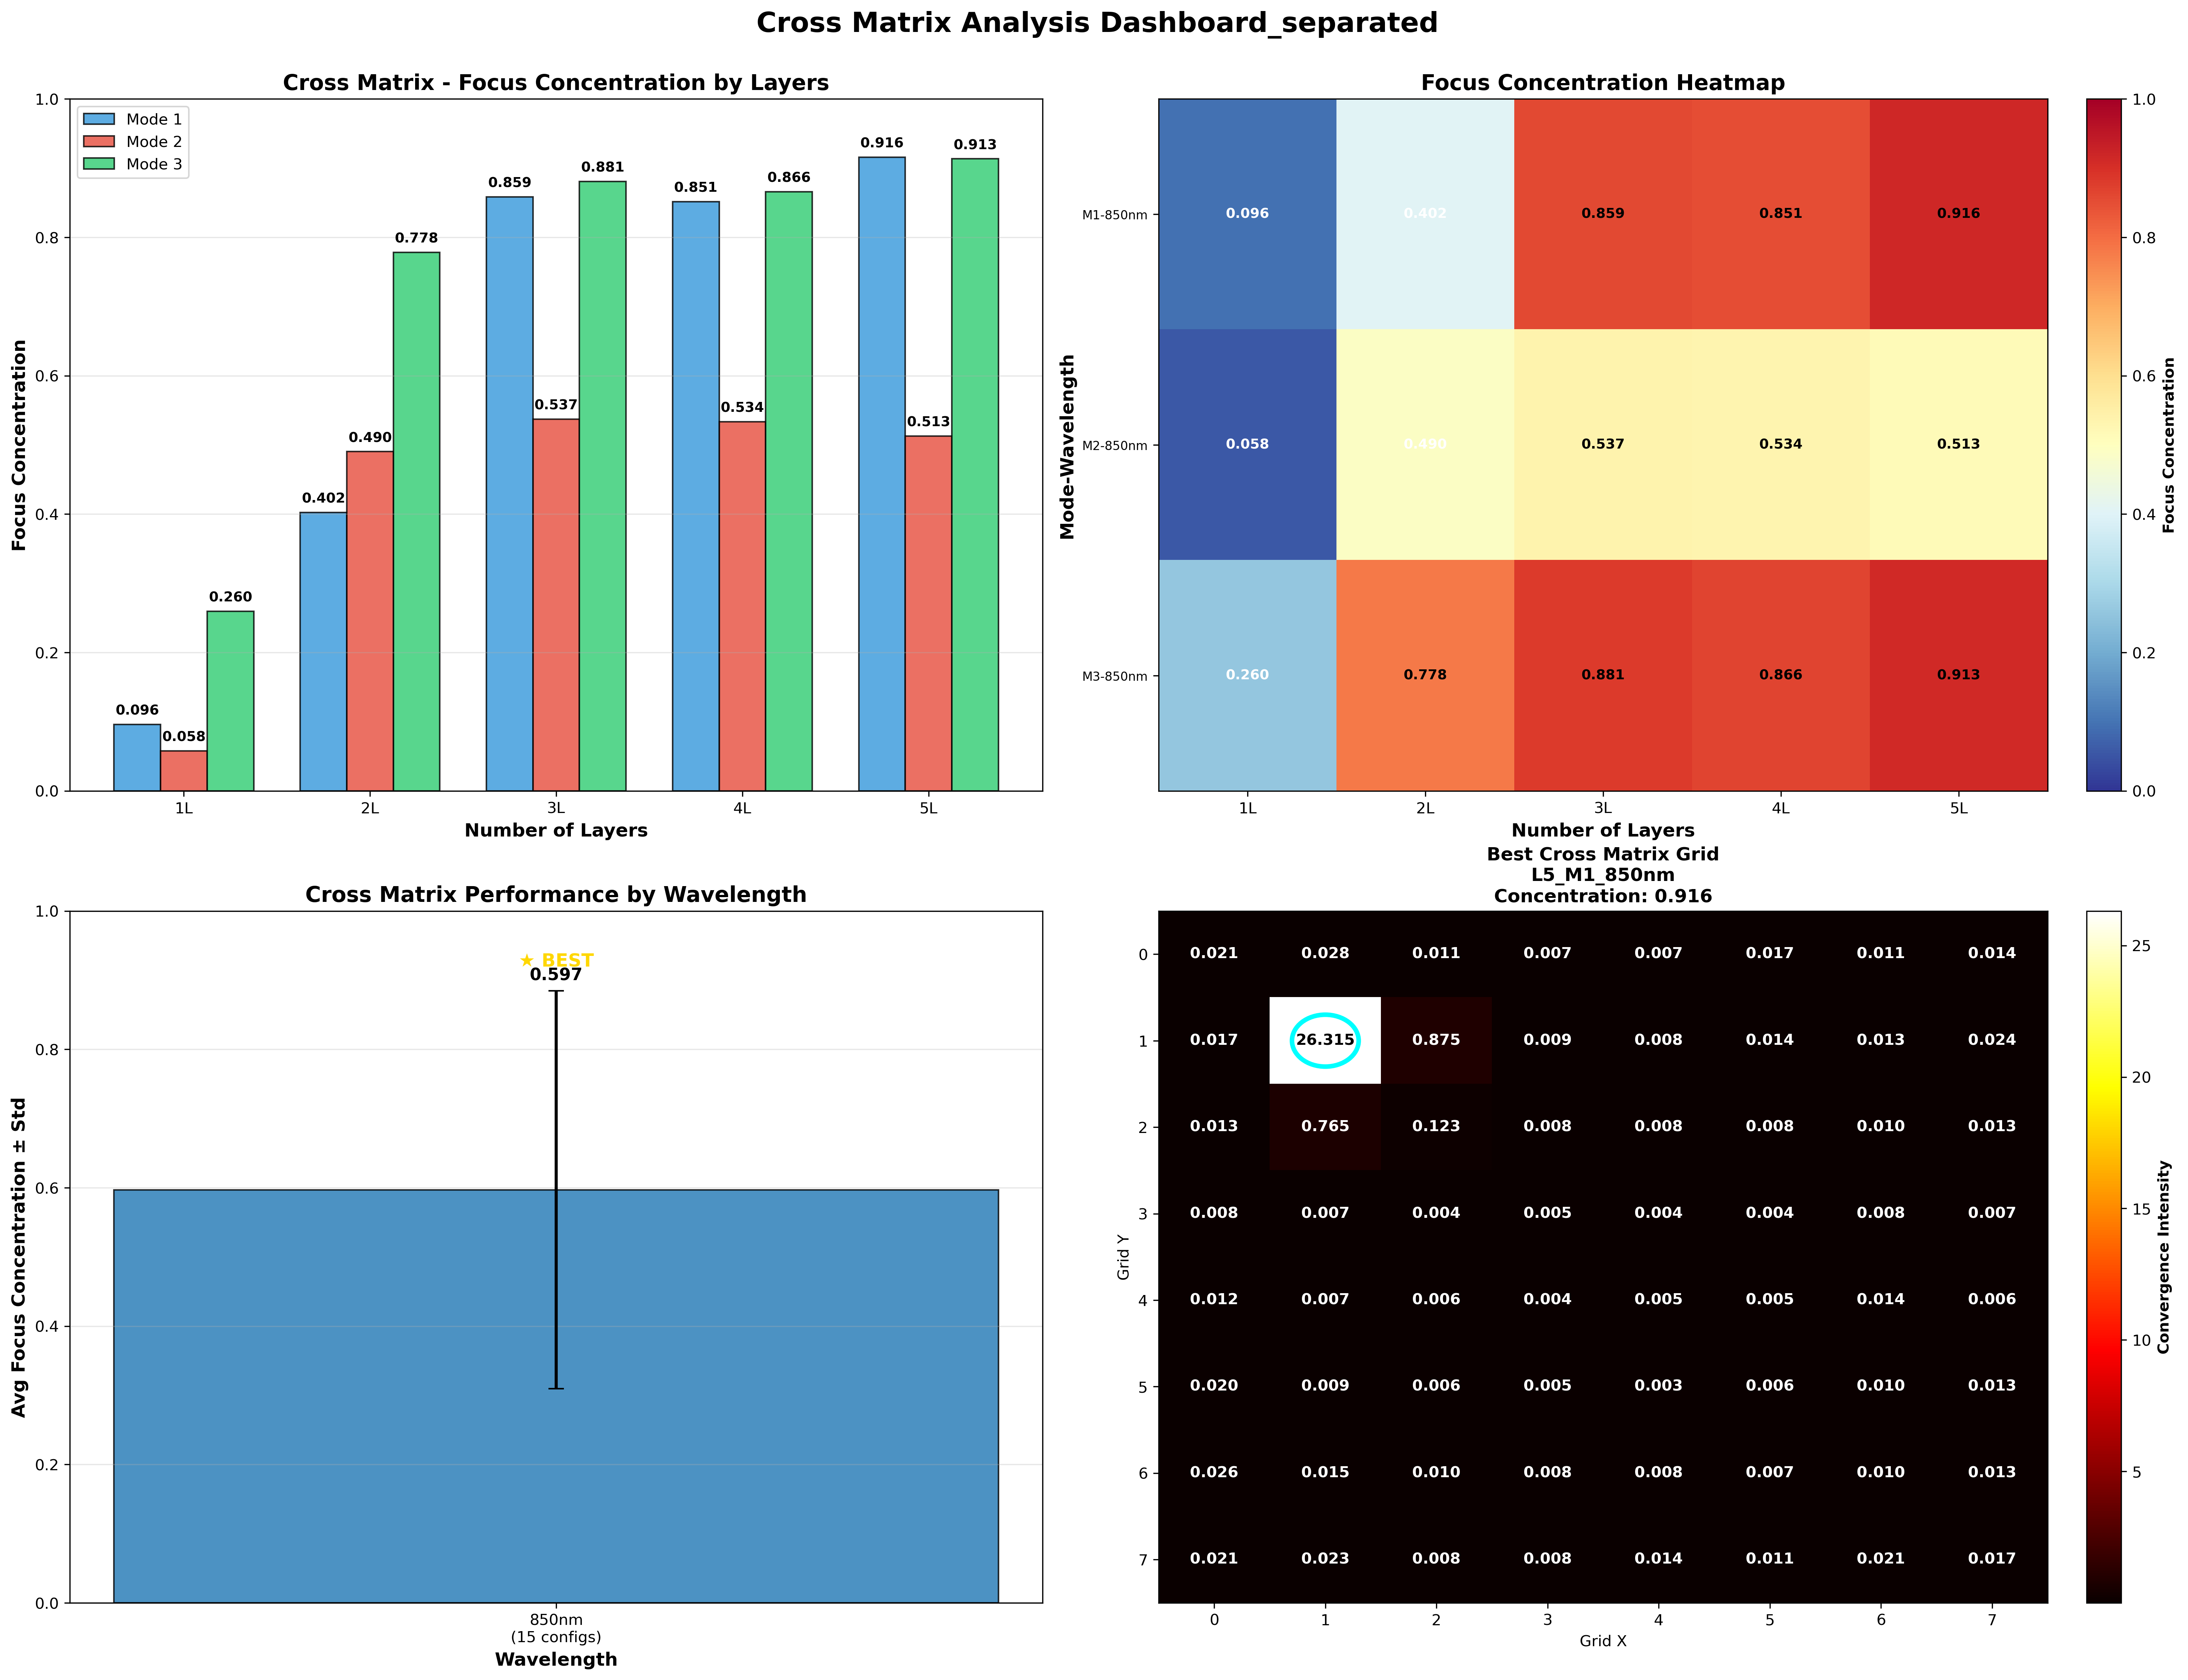 Cross Matrix Analysis Dashboard_separated
Cross Matrix - Focus Concentration by Layers
Focus Concentration
1.0
0.8
0.6
0.4
0.2
0.0
Mode 1
Mode 2
Mode 3
0.096
0.058
0.260
0.402
0.490
0.778
0.859
0.537
0.881
0.851
0.534
0.866
0.916
0.513
0.913
1L 2L 3L 4L 5L
Number of Layers
Focus Concentration Heatmap
Mode-Wavelength
M1-850nm 0.096 0.402 0.859 0.851 0.916
M2-850nm 0.058 0.490 0.537 0.534 0.513
M3-850nm 0.260 0.778 0.881 0.866 0.913
1L 2L 3L 4L 5L
Number of Layers
1.0
0.8
0.6
0.4
0.2
0.0
Focus Concentration
Cross Matrix Performance by Wavelength
Avg Focus Concentration ± Std
1.0
0.8
0.6
0.4
0.2
0.0
★ BEST
0.597
850nm
(15 configs)
Wavelength
Best Cross Matrix Grid
L5_M1_850nm
Concentration: 0.916
Grid Y
0 0.021 0.028 0.011 0.007 0.007 0.017 0.011 0.014
1 0.017 26.315 0.875 0.009 0.008 0.014 0.013 0.024
2 0.013 0.765 0.123 0.008 0.008 0.008 0.010 0.013
3 0.008 0.007 0.004 0.005 0.004 0.004 0.008 0.007
4 0.012 0.007 0.006 0.004 0.005 0.005 0.014 0.006
5 0.020 0.009 0.006 0.005 0.003 0.006 0.010 0.013
6 0.026 0.015 0.010 0.008 0.008 0.007 0.010 0.013
7 0.021 0.023 0.008 0.008 0.014 0.011 0.021 0.017
0 1 2 3 4 5 6 7
Grid X
25
20
15
10
5
Convergence Intensity